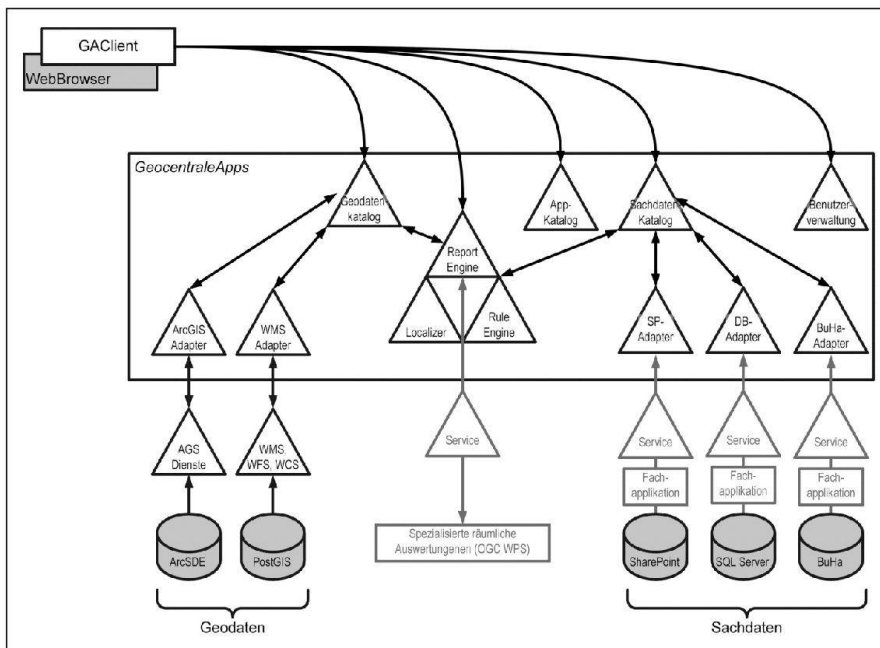 GAClient
WebBrowser
GeocentraleApps
Geodaten-
katalog
App-
Katalog
Sachdaten-
Katalog
Benutzer-
verwaltung
Report
Engine
Localizer
Rule
Engine
ArcGIS
Adapter
WMS
Adapter
SP-
Adapter
DB-
Adapter
BuHa-
Adapter
AGS
Dienste
WMS,
WFS, WCS
Service
Service
Service
Service
Fach-
applikation
Fach-
applikation
Fach-
applikation
Spezialisierte räumliche
Auswertungenen (OGC WPS)
ArcSDE
PostGIS
SharePoint
SQL Server
BuHa
Geodaten
Sachdaten